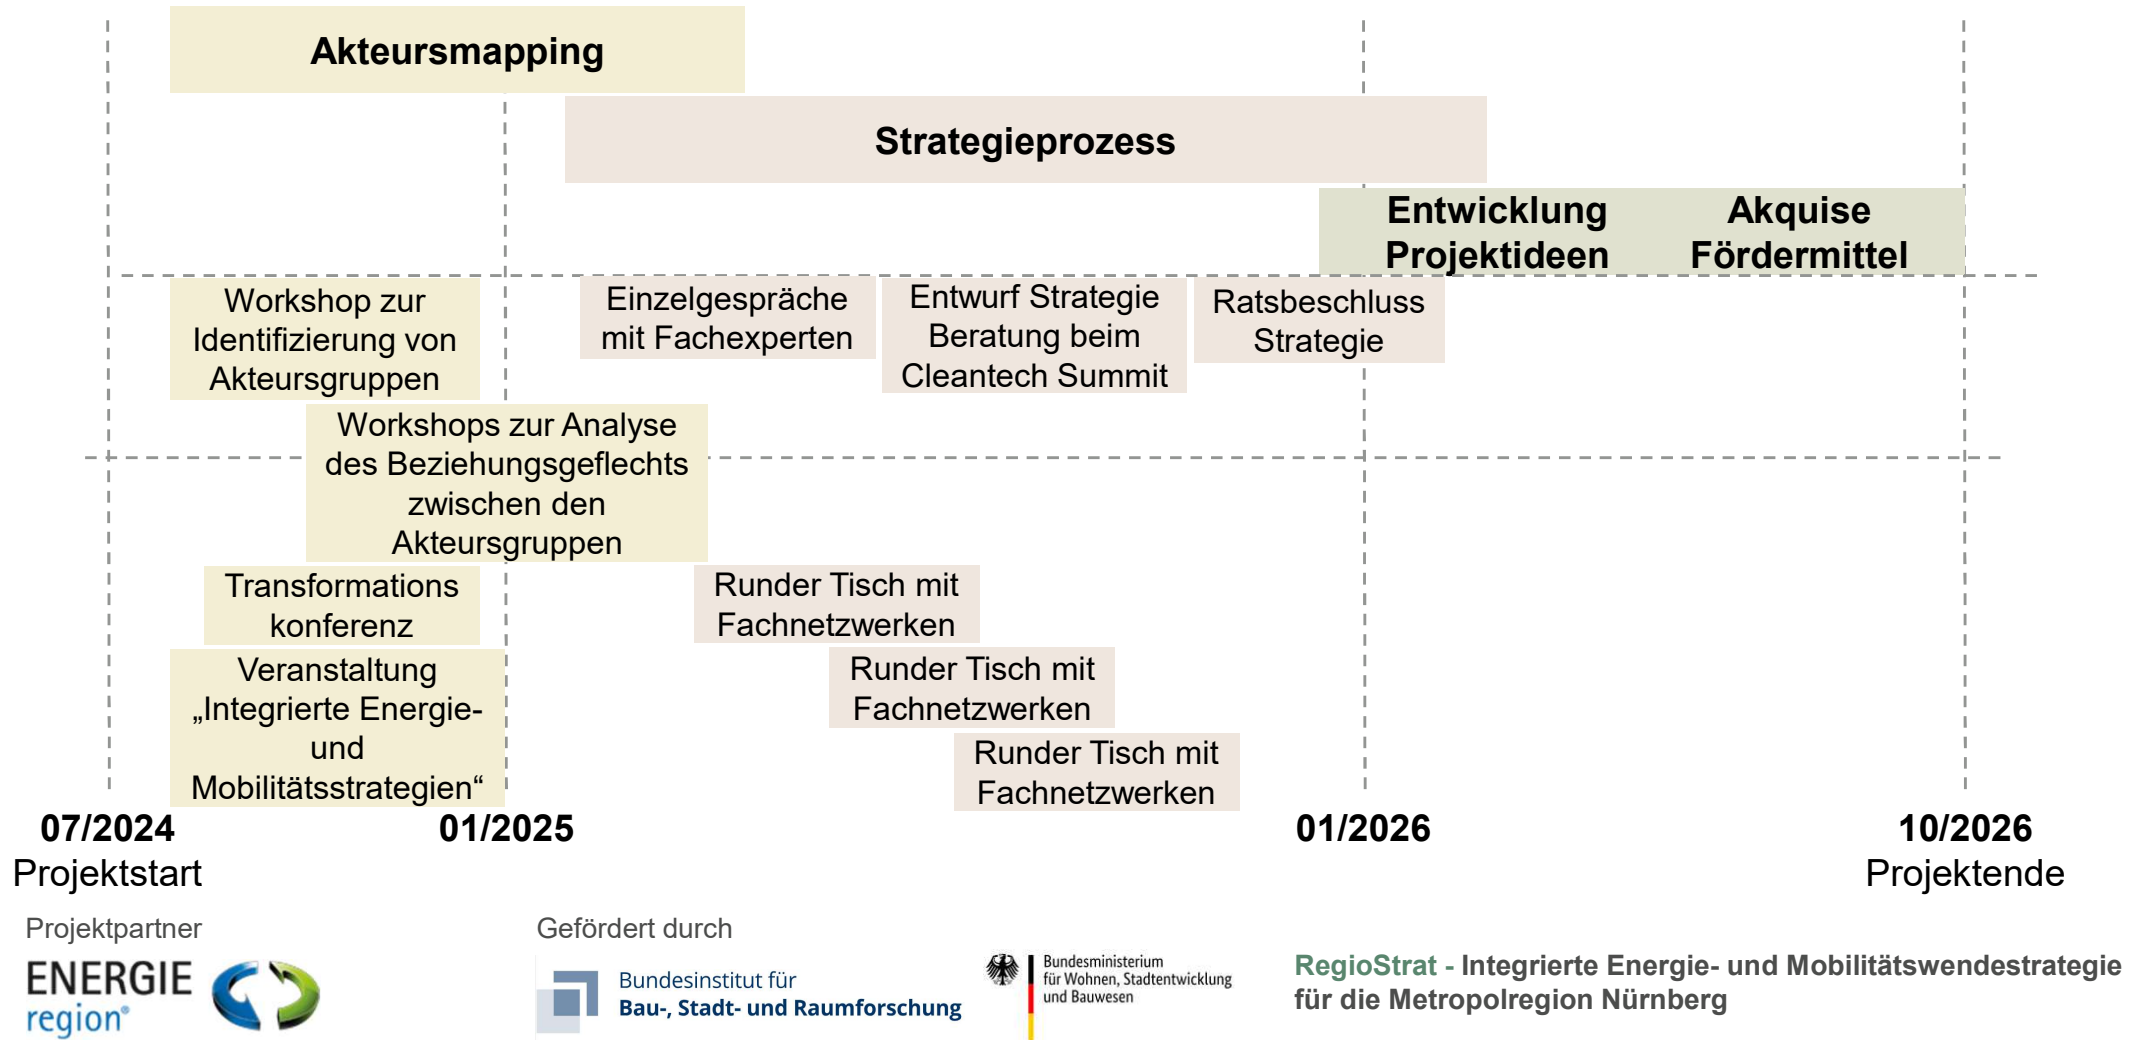 Akteursmapping
Strategieprozess
Entwicklung
Projektideen
Akquise
Fördermittel
Workshop zur
Identifizierung von
Akteursgruppen
Einzelgespräche
mit Fachexperten
Entwurf Strategie
Beratung beim
Cleantech Summit
Ratsbeschluss
Strategie
Workshops zur Analyse
des Beziehungsgeflechts
zwischen den
Akteursgruppen
Transformations
konferenz
Runder Tisch mit
Fachnetzwerken
Veranstaltung
„Integrierte Energie-
und
Mobilitätsstrategien“
Runder Tisch mit
Fachnetzwerken
Runder Tisch mit
Fachnetzwerken
07/2024
Projektstart
01/2025
01/2026
10/2026
Projektende
Projektpartner
ENERGIE
region®
Gefördert durch
Bundesinstitut für
Bau-, Stadt- und Raumforschung
Bundesministerium
für Wohnen, Stadtentwicklung
und Bauwesen
RegioStrat - Integrierte Energie- und Mobilitätswendestrategie
für die Metropolregion Nürnberg